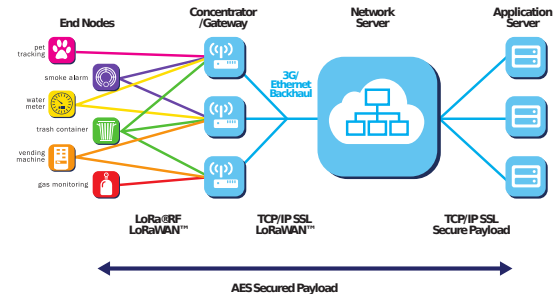 End Nodes
Concentrator
/Gateway
Network
Server
Application
Server
pet
tracking
smoke alarm
water
meter
trash container
vending
machine
gas monitoring
3G/
Ethernet
Backhaul
LoRa®RF
LoRaWAN™
TCP/IP SSL
LoRaWAN™
TCP/IP SSL
Secure Payload
AES Secured Payload